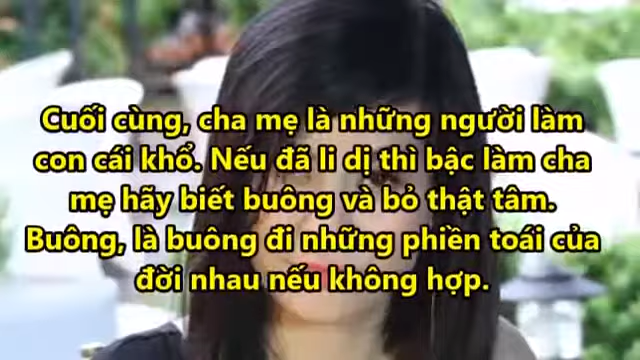 Cuối cùng, cha mẹ là những người làm
con cái khổ. Nếu đã li dị thì bậc làm cha
mẹ hãy biết buông và bỏ thật tâm.
Buông, là buông đi những phiền toái của
đời nhau nếu không hợp.